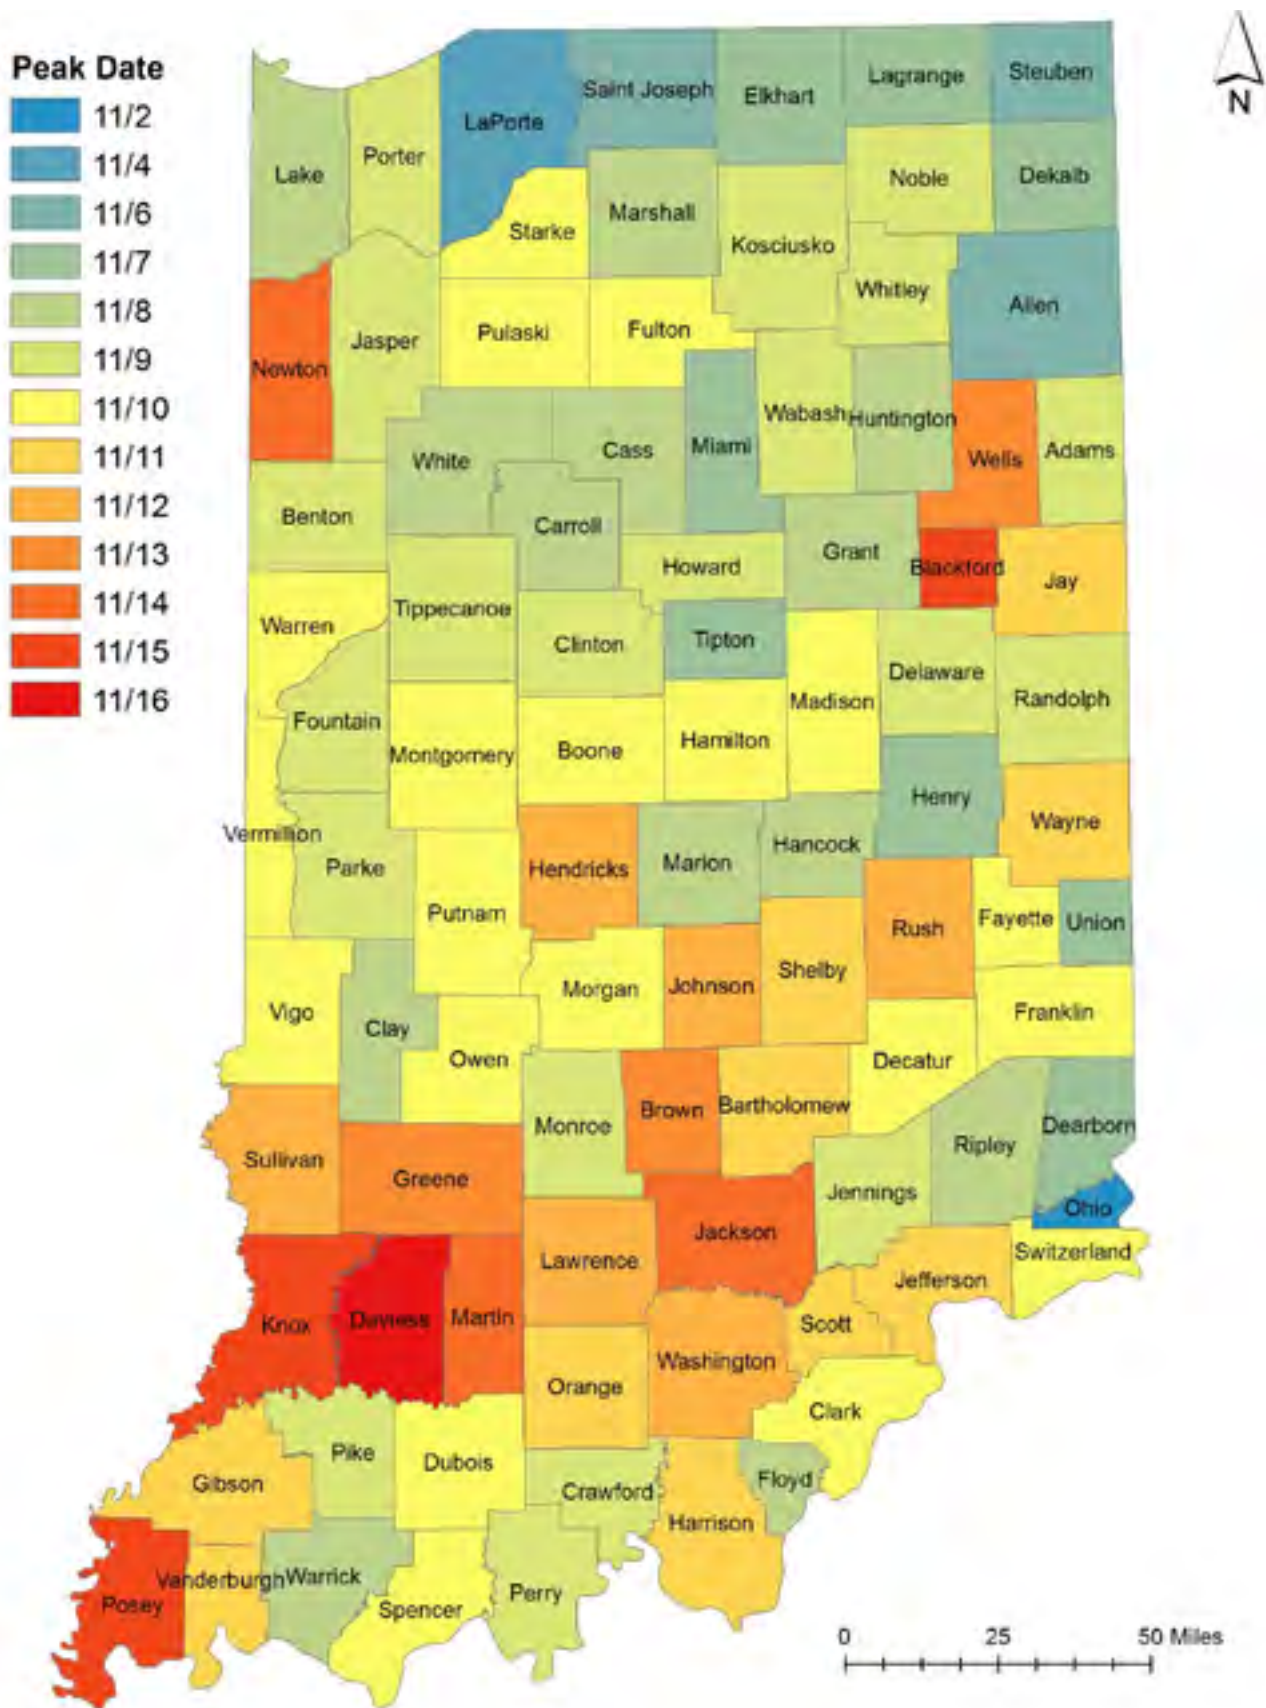 Peak Date
11/2
11/4
11/6
11/7
11/8
11/9
11/10
11/11
11/12
11/13
11/14
11/15
11/16
N
LaPorte
Saint Joseph
Elkhart
Lagrange
Steuben
Lake
Porter
Noble
Dekalb
Starke
Marshall
Kosciusko
Whitley
Allen
Newton
Jasper
Pulaski
Fulton
White
Cass
Miami
Wabash
Huntington
Wells
Adams
Benton
Carroll
Howard
Grant
Blackford
Jay
Warren
Tippecanoe
Clinton
Tipton
Madison
Delaware
Randolph
Fountain
Montgomery
Boone
Hamilton
Henry
Wayne
Vermillion
Parke
Hendricks
Marion
Hancock
Putnam
Rush
Fayette
Union
Vigo
Clay
Morgan
Johnson
Shelby
Franklin
Owen
Decatur
Monroe
Brown
Bartholomew
Ripley
Dearborn
Sullivan
Greene
Jennings
Ohio
Jackson
Lawrence
Switzerland
Jefferson
Knox
Daviess
Martin
Scott
Orange
Washington
Clark
Pike
Dubois
Gibson
Crawford
Floyd
Harrison
Vanderburgh
Warrick
Posey
Spencer
Perry
0 25 50 Miles